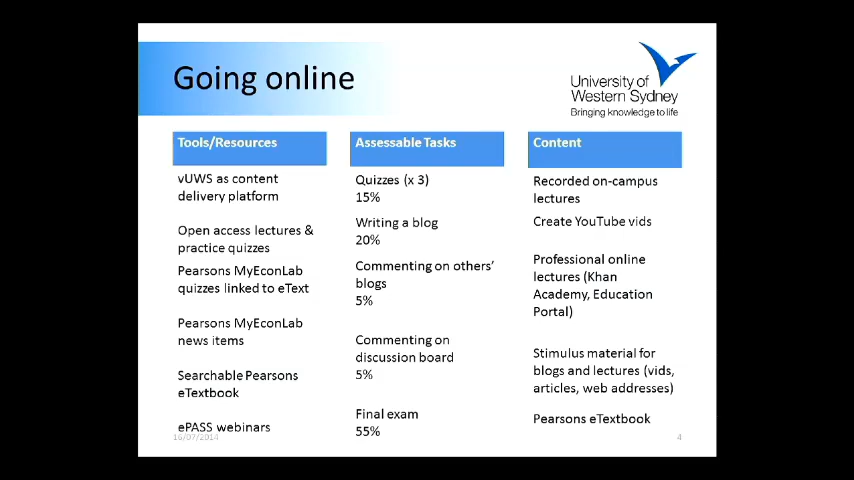 Going online
University of
Western Sydney
Bringing knowledge to life
Tools/Resources
vUWS as content
delivery platform
Open access lectures &
practice quizzes
Pearsons MyEconLab
quizzes linked to eText
Pearsons MyEconLab
news items
Searchable Pearsons
eTextbook
ePASS webinars
Assessable Tasks
Quizzes (x 3)
15%
Writing a blog
20%
Commenting on others’
blogs
5%
Commenting on
discussion board
5%
Final exam
55%
Content
Recorded on-campus
lectures
Create YouTube vids
Professional online
lectures (Khan
Academy, Education
Portal)
Stimulus material for
blogs and lectures (vids,
articles, web addresses)
Pearsons eTextbook
16/07/2014
4